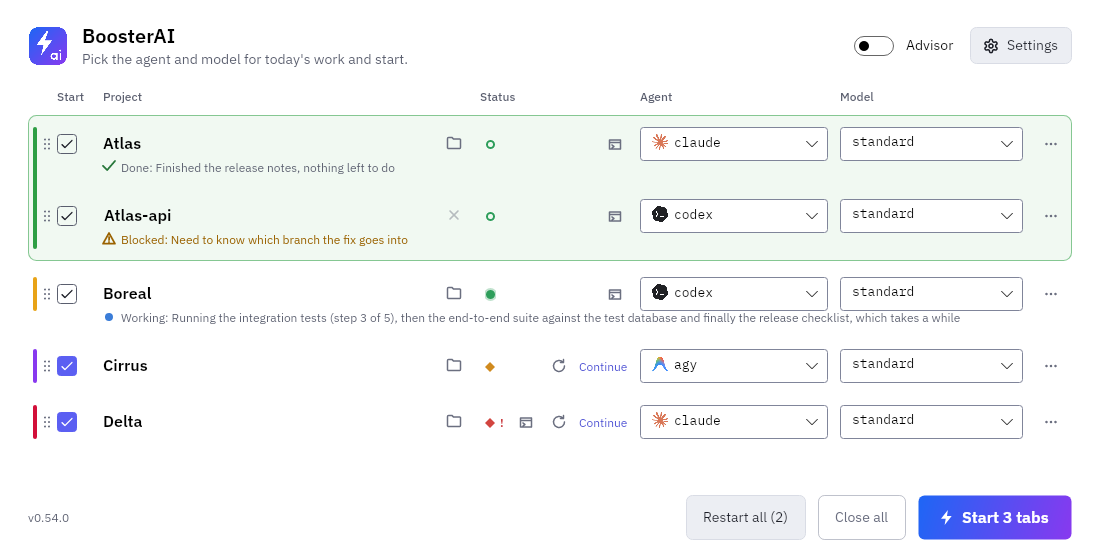 ai
BoosterAI
Pick the agent and model for today's work and start.
Advisor
Settings
Start Project Status Agent Model
Atlas claude standard
Done: Finished the release notes, nothing left to do
Atlas-api codex standard
Blocked: Need to know which branch the fix goes into
Boreal codex standard
Working: Running the integration tests (step 3 of 5), then the end-to-end suite against the test database and finally the release checklist, which takes a while
Cirrus Continue agy standard
Delta ! Continue claude standard
v0.54.0 Restart all (2) Close all Start 3 tabs